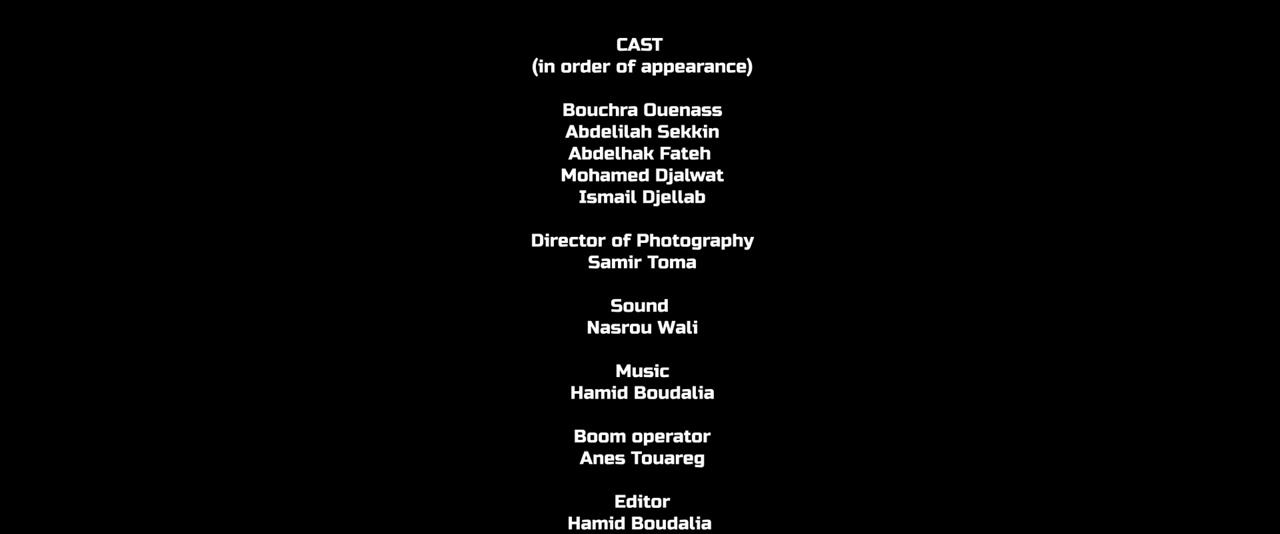 CAST
(in order of appearance)
Bouchra Ouenass
Abdelilah Sekkin
Abdelhak Fateh
Mohamed Djalwat
Ismail Djellab
Director of Photography
Samir Toma
Sound
Nasrou Wali
Music
Hamid Boudalia
Boom operator
Anes Touareg
Editor
Hamid Boudalia